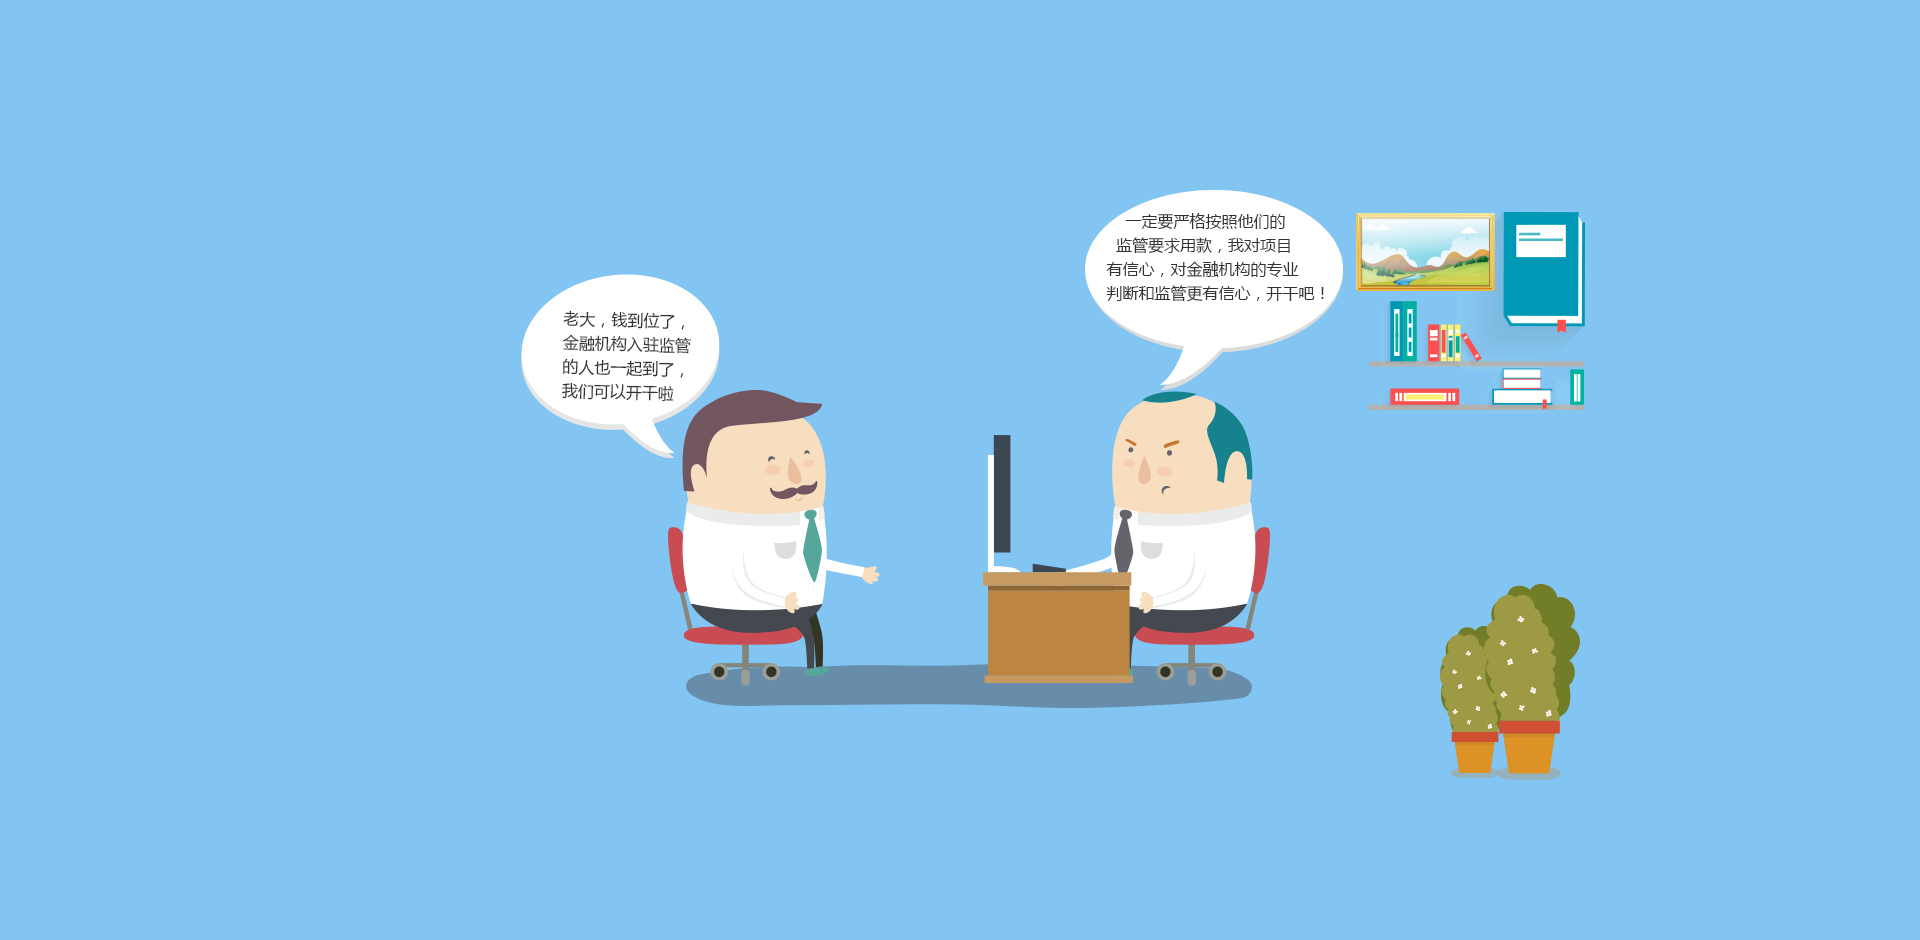 老大，钱到位了，
金融机构入驻监管
的人也一起到了，
我们可以开干啦
一定要严格按照他们的
监管要求用款，我对项目
有信心，对金融机构的专业
判断和监管更有信心，开干吧！